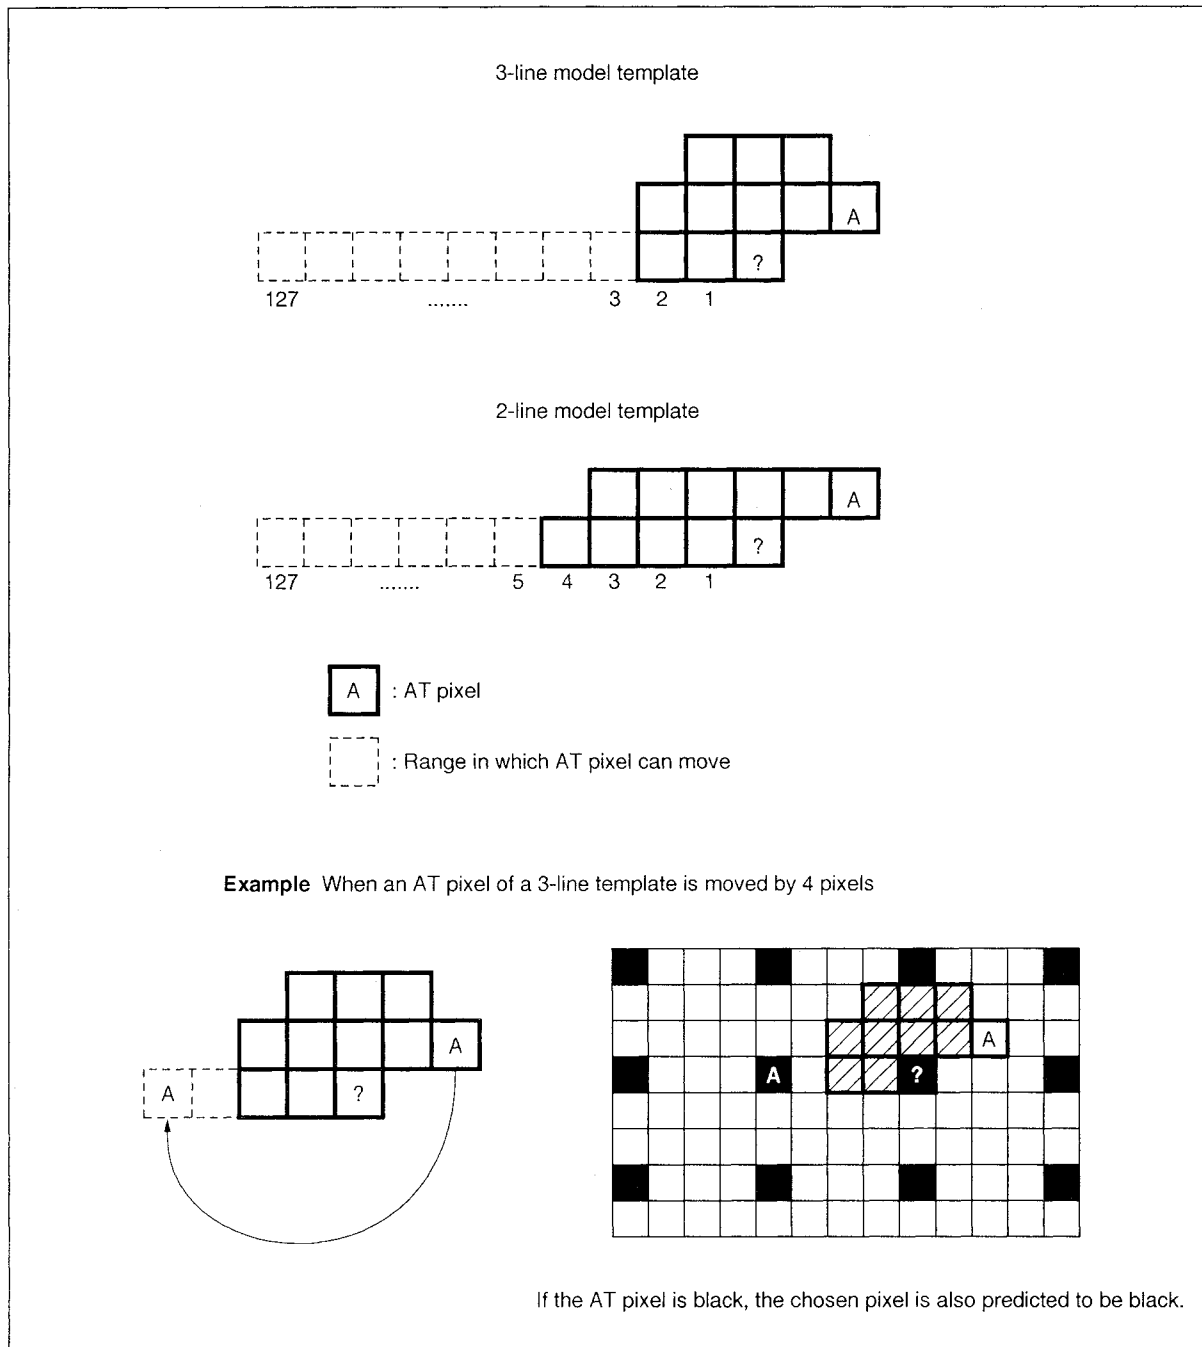 3-line model template
A
?
127 ....... 3 2 1
2-line model template
A
?
127 ....... 5 4 3 2 1
A : AT pixel
: Range in which AT pixel can move
Example When an AT pixel of a 3-line template is moved by 4 pixels
A
A ?
A
A ?
If the AT pixel is black, the chosen pixel is also predicted to be black.